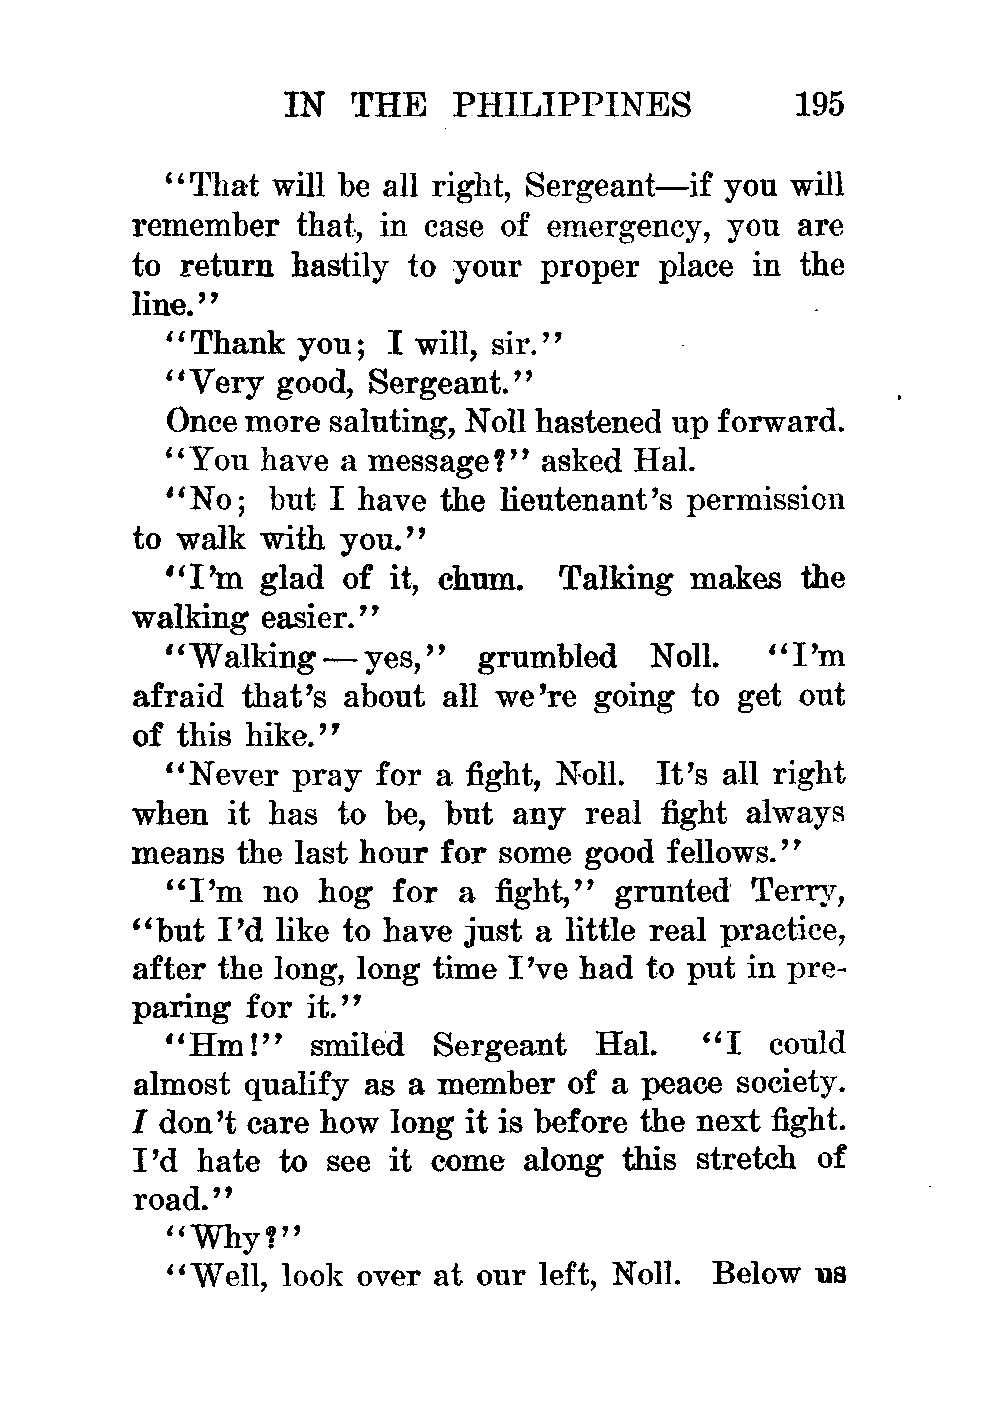 IN THE PHILIPPINES 195
“That will be all right, Sergeant—if you will
remember that, in case of emergency, you are
to return hastily to your proper place in the
line.”
“Thank you; I will, sir.”
“Very good, Sergeant.”
Once more saluting, Noll hastened up forward.
“You have a message?” asked Hal.
“No; but I have the lieutenant’s permission
to walk with you.”
“I’m glad of it, chum. Talking makes the
walking easier.”
“Walking—yes,” grumbled Noll. “I’m
afraid that’s about all we’re going to get out
of this hike.”
“Never pray for a fight, Noll. It’s all right
when it has to be, but any real fight always
means the last hour for some good fellows.”
“I’m no hog for a fight,” grunted Terry,
“but I’d like to have just a little real practice,
after the long, long time I’ve had to put in pre-
paring for it.”
“Hm!” smiled Sergeant Hal. “I could
almost qualify as a member of a peace society.
I don’t care how long it is before the next fight.
I’d hate to see it come along this stretch of
road.”
“Why?”
“Well, look over at our left, Noll. Below us